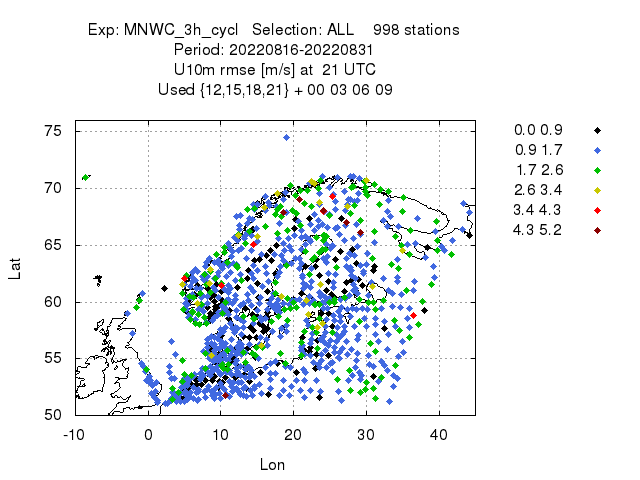 Exp: MNWC_3h_cycl   Selection: ALL    998 stations
Period: 20220816-20220831
U10m rmse [m/s] at  21 UTC
Used {12,15,18,21} + 00 03 06 09
75
70
65
60
55
50
Lat
-10 0 10 20 30 40
Lon
0.0 0.9
0.9 1.7
1.7 2.6
2.6 3.4
3.4 4.3
4.3 5.2